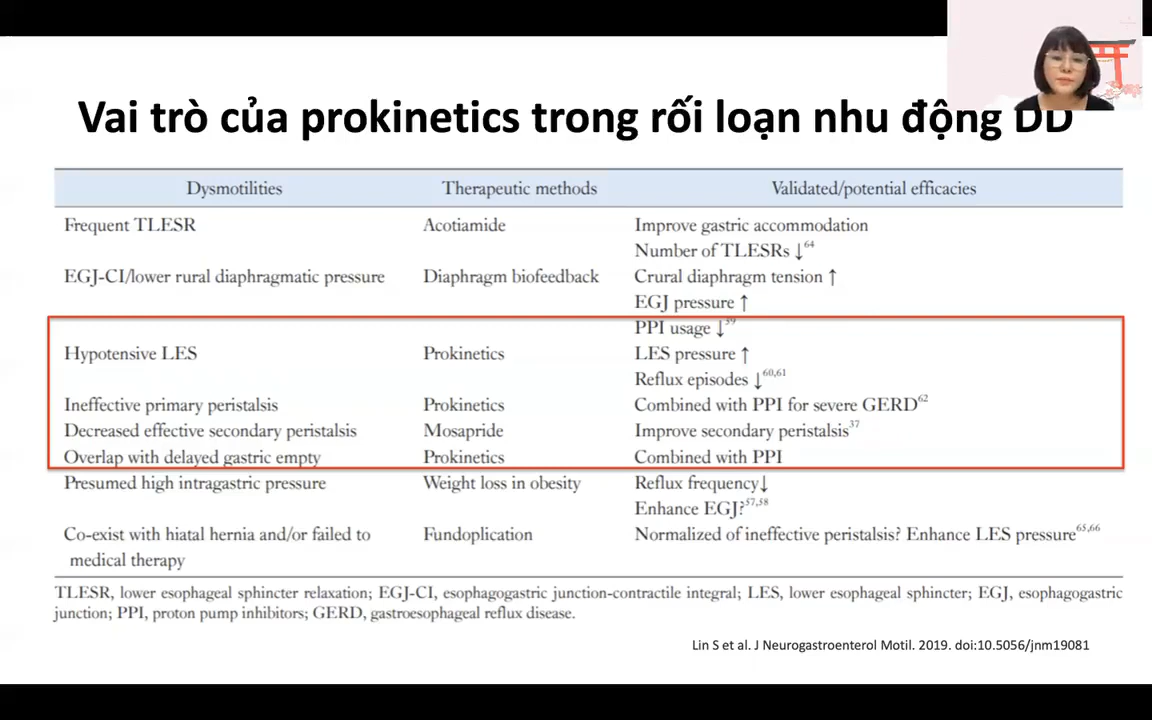 Vai trò của prokinetics trong rối loạn nhu động DD
Dysmotilities Therapeutic methods Validated/potential efficacies
Frequent TLESR Acotiamide Improve gastric accommodation
Number of TLESRs ↓64
EGJ-CI/lower rural diaphragmatic pressure Diaphragm biofeedback Crural diaphragm tension ↑
EGJ pressure ↑
PPI usage ↓59
Hypotensive LES Prokinetics LES pressure ↑
Reflux episodes ↓60,61
Ineffective primary peristalsis Prokinetics Combined with PPI for severe GERD62
Decreased effective secondary peristalsis Mosapride Improve secondary peristalsis37
Overlap with delayed gastric empty Prokinetics Combined with PPI
Presumed high intragastric pressure Weight loss in obesity Reflux frequency↓
Enhance EGJ?57,58
Co-exist with hiatal hernia and/or failed to Fundoplication Normalized of ineffective peristalsis? Enhance LES pressure65,66
medical therapy
TLESR, lower esophageal sphincter relaxation; EGJ-CI, esophagogastric junction-contractile integral; LES, lower esophageal sphincter; EGJ, esophagogastric
junction; PPI, proton pump inhibitors; GERD, gastroesophageal reflux disease.
Lin S et al. J Neurogastroenterol Motil. 2019. doi:10.5056/jnm19081